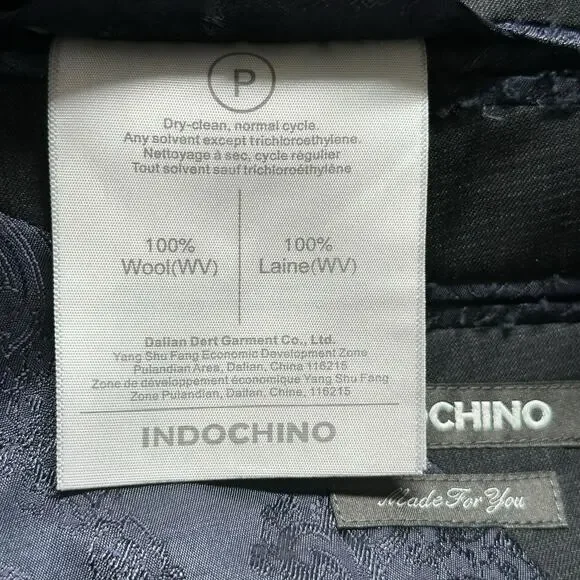 P
Dry-clean, normal cycle.
Any solvent except trichloroethylene.
Nettoyage à sec, cycle régulier
Tout solvent sauf trichloroéthylène
100%
Wool(WV)
100%
Laine(WV)
Dalian Dert Garment Co., Ltd.
Yang Shu Fang Economic Development Zone
Pulandian Area, Dalian, China 116215
Zone de développement économique Yang Shu Fang
Zone Pulandian, Dalian, Chine, 116215
INDOCHINO
OCHINO
Made For You